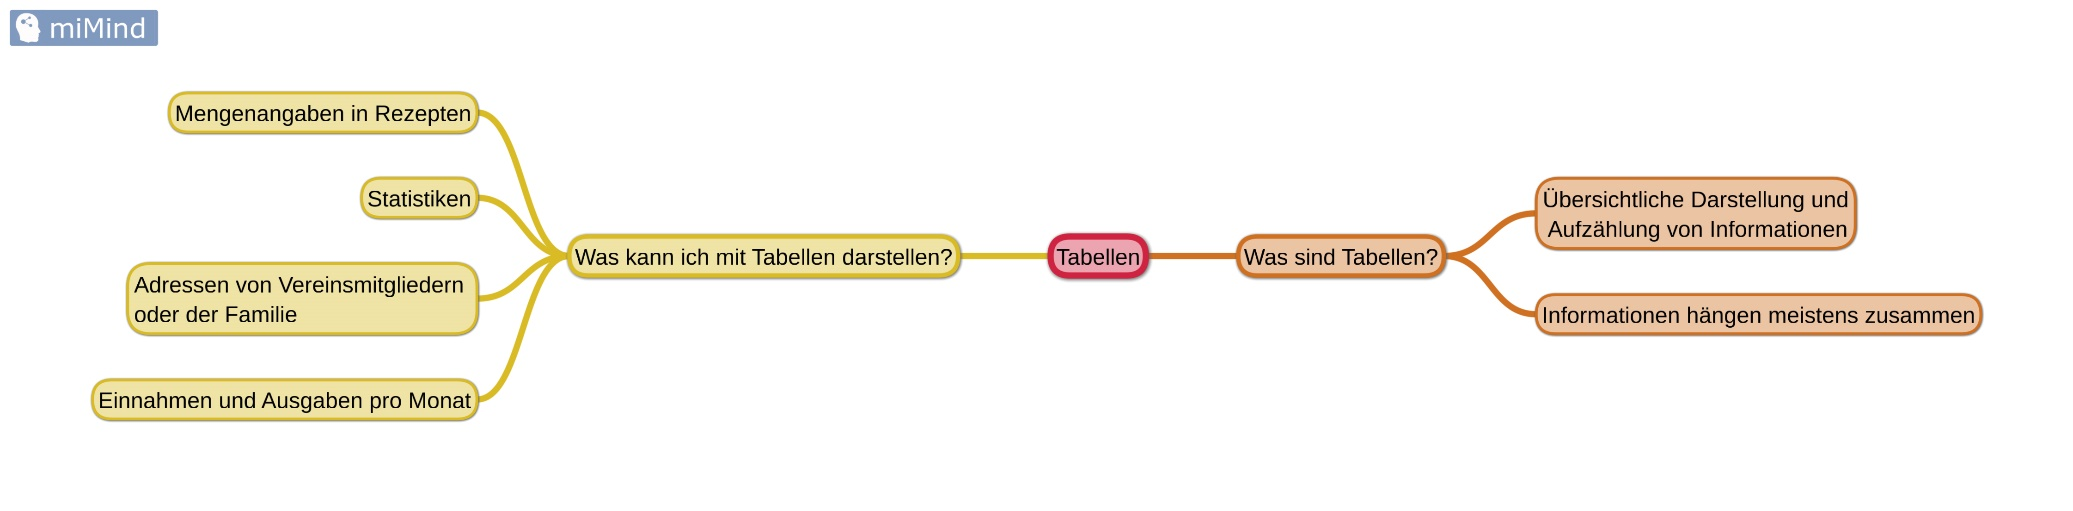 miMind
Mengenangaben in Rezepten
Statistiken
Adressen von Vereinsmitgliedern
oder der Familie
Einnahmen und Ausgaben pro Monat
Was kann ich mit Tabellen darstellen?
Tabellen
Was sind Tabellen?
Übersichtliche Darstellung und
Aufzählung von Informationen
Informationen hängen meistens zusammen